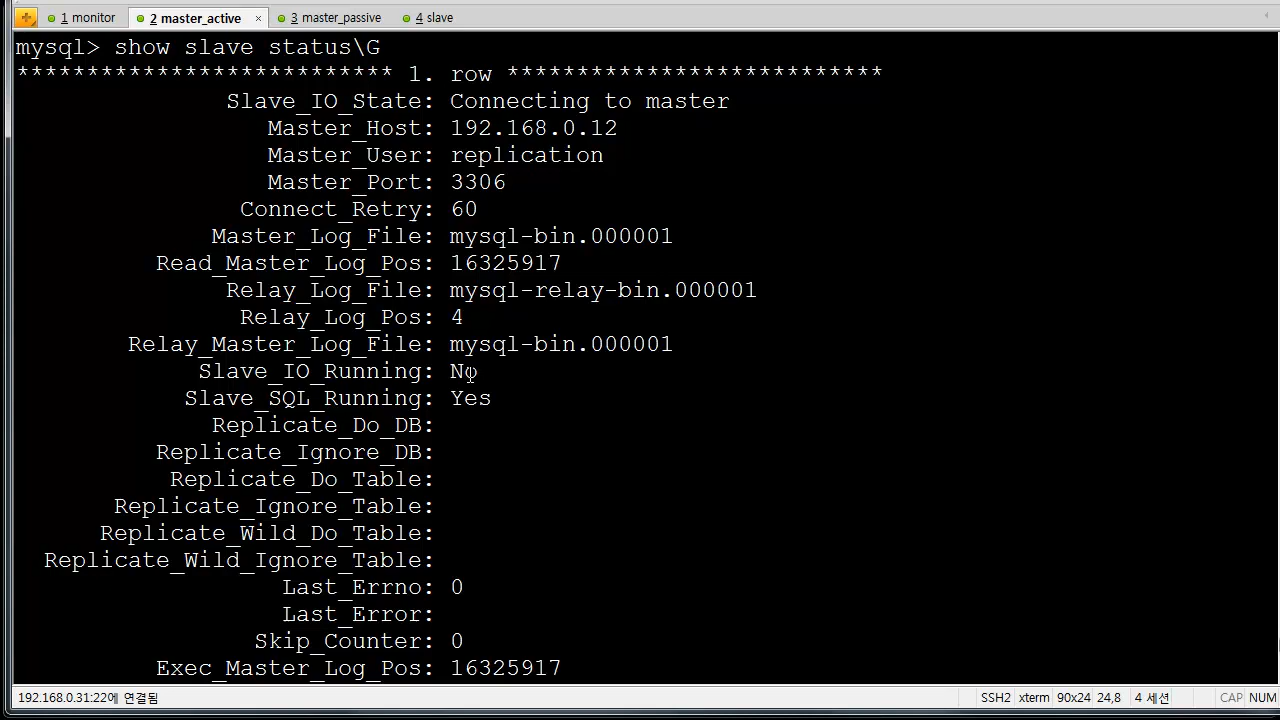 1 monitor
2 master_active ×
3 master_passive
4 slave
mysql> show slave status\G
*************************** 1. row ***************************
Slave_IO_State: Connecting to master
Master_Host: 192.168.0.12
Master_User: replication
Master_Port: 3306
Connect_Retry: 60
Master_Log_File: mysql-bin.000001
Read_Master_Log_Pos: 16325917
Relay_Log_File: mysql-relay-bin.000001
Relay_Log_Pos: 4
Relay_Master_Log_File: mysql-bin.000001
Slave_IO_Running: No
Slave_SQL_Running: Yes
Replicate_Do_DB:
Replicate_Ignore_DB:
Replicate_Do_Table:
Replicate_Ignore_Table:
Replicate_Wild_Do_Table:
Replicate_Wild_Ignore_Table:
Last_Errno: 0
Last_Error:
Skip_Counter: 0
Exec_Master_Log_Pos: 16325917
192.168.0.31:22에 연결됨 SSH2 xterm 90x24 24,8 4 세션 CAP NUM